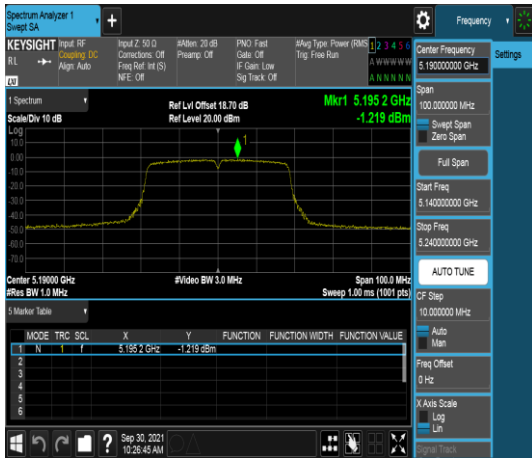 Spectrum Analyzer 1
Swept SA
Frequency
KEYSIGHT
RL
LXI
Input: RF
Coupling: DC
Align: Auto
Input Z: 50 Ω
Corrections: Off
Freq Ref: Int (S)
NFE: Off
#Atten: 20 dB
Preamp: Off
PNO: Fast
Gate: Off
IF Gain: Low
Sig Track: Off
#Avg Type: Power (RMS
Trig: Free Run
1 2 3 4 5 6
A W W W W W
A N N N N N
Center Frequency
5.190000000 GHz
Settings
Span
100.000000 MHz
Swept Span
Zero Span
Full Span
Start Freq
5.140000000 GHz
Stop Freq
5.240000000 GHz
AUTO TUNE
CF Step
10.000000 MHz
Auto
Man
Freq Offset
0 Hz
X Axis Scale
Log
Lin
Signal Track
1 Spectrum
Scale/Div 10 dB
Ref Lvl Offset 18.70 dB
Ref Level 20.00 dBm
Mkr1 5.195 2 GHz
-1.219 dBm
Log
10.0
0.00
-10.0
-20.0
-30.0
-40.0
-50.0
-60.0
-70.0
1
Center 5.19000 GHz
#Res BW 1.0 MHz
#Video BW 3.0 MHz
Span 100.0 MHz
Sweep 1.00 ms (1001 pts)
5 Marker Table
MODE TRC SCL X Y FUNCTION FUNCTION WIDTH FUNCTION VALUE
1 N 1 f 5.195 2 GHz -1.219 dBm
2
3
4
5
6
Sep 30, 2021
10:26:45 AM